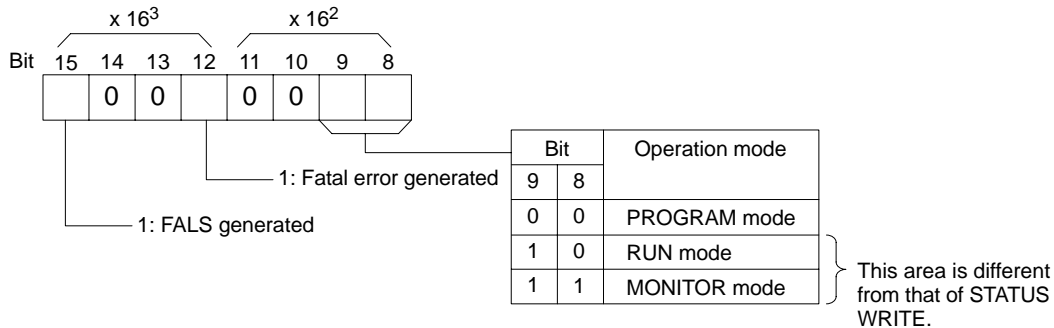 x 16³ x 16²
Bit 15 14 13 12 11 10 9 8
0 0 0 0
1: Fatal error generated
1: FALS generated
Bit Operation mode
9 8
0 0 PROGRAM mode
1 0 RUN mode
1 1 MONITOR mode
This area is different
from that of STATUS
WRITE.